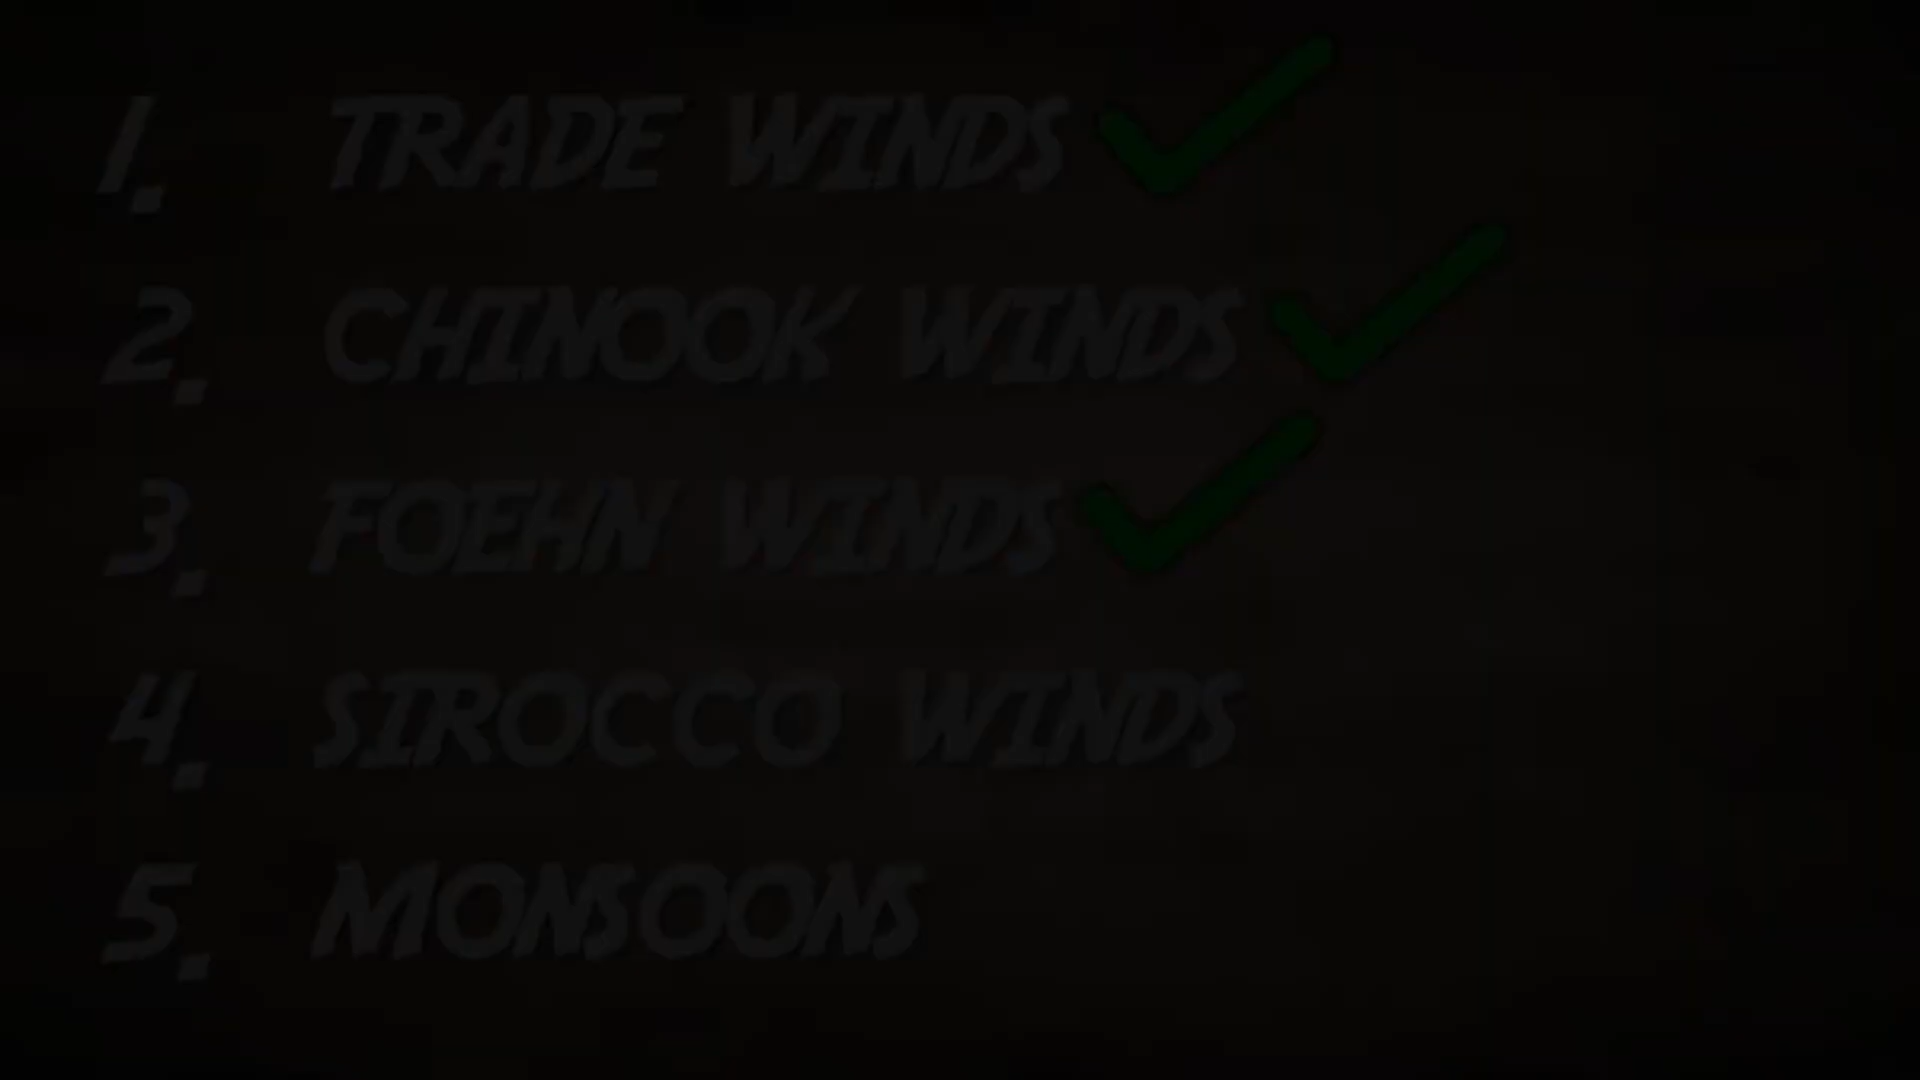 1. TRADE WINDS
2. CHINOOK WINDS
3. FOEHN WINDS
4. SIROCCO WINDS
5. MONSOONS